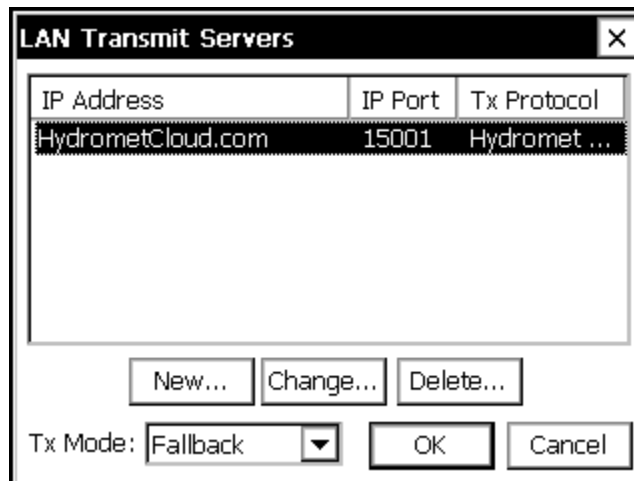 LAN Transmit Servers
IP Address IP Port Tx Protocol
HydrometCloud.com 15001 Hydromet ...
New... Change... Delete...
Tx Mode: Fallback OK Cancel